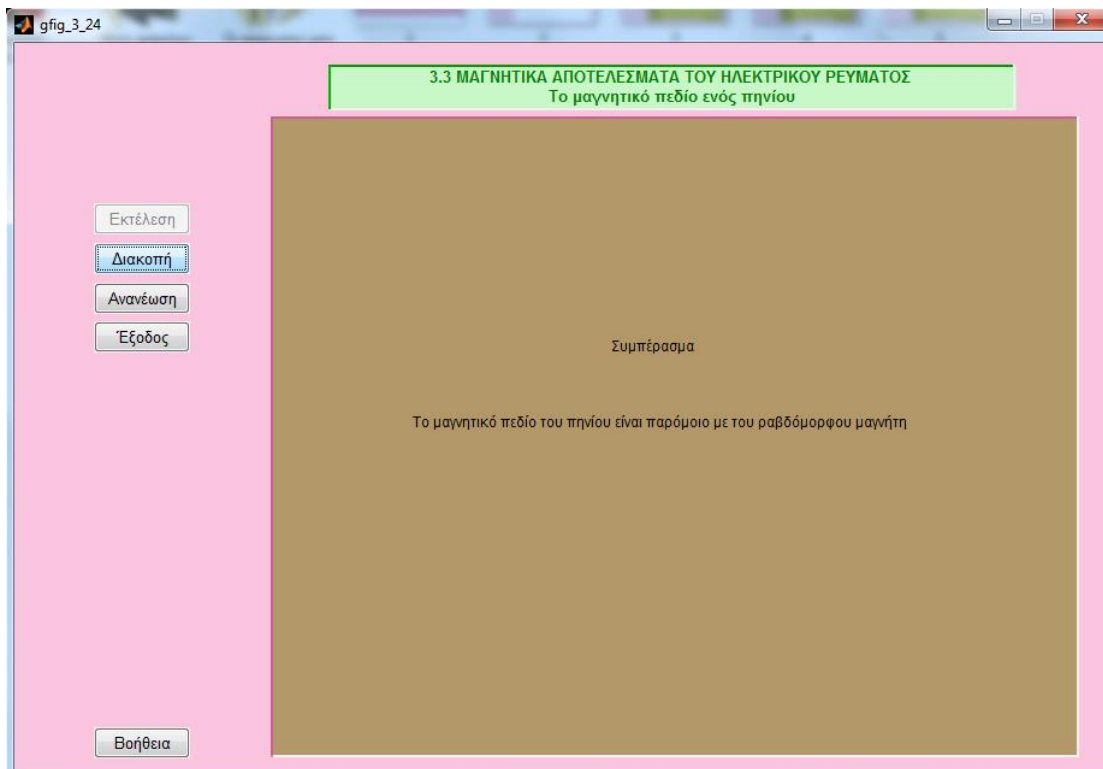 gfig_3_24
3.3 ΜΑΓΝΗΤΙΚΑ ΑΠΟΤΕΛΕΣΜΑΤΑ ΤΟΥ ΗΛΕΚΤΡΙΚΟΥ ΡΕΥΜΑΤΟΣ
Το μαγνητικό πεδίο ενός πηνίου
Εκτέλεση
Διακοπή
Ανανέωση
Έξοδος
Συμπέρασμα
Το μαγνητικό πεδίο του πηνίου είναι παρόμοιο με του ραβδόμορφου μαγνήτη
Βοήθεια